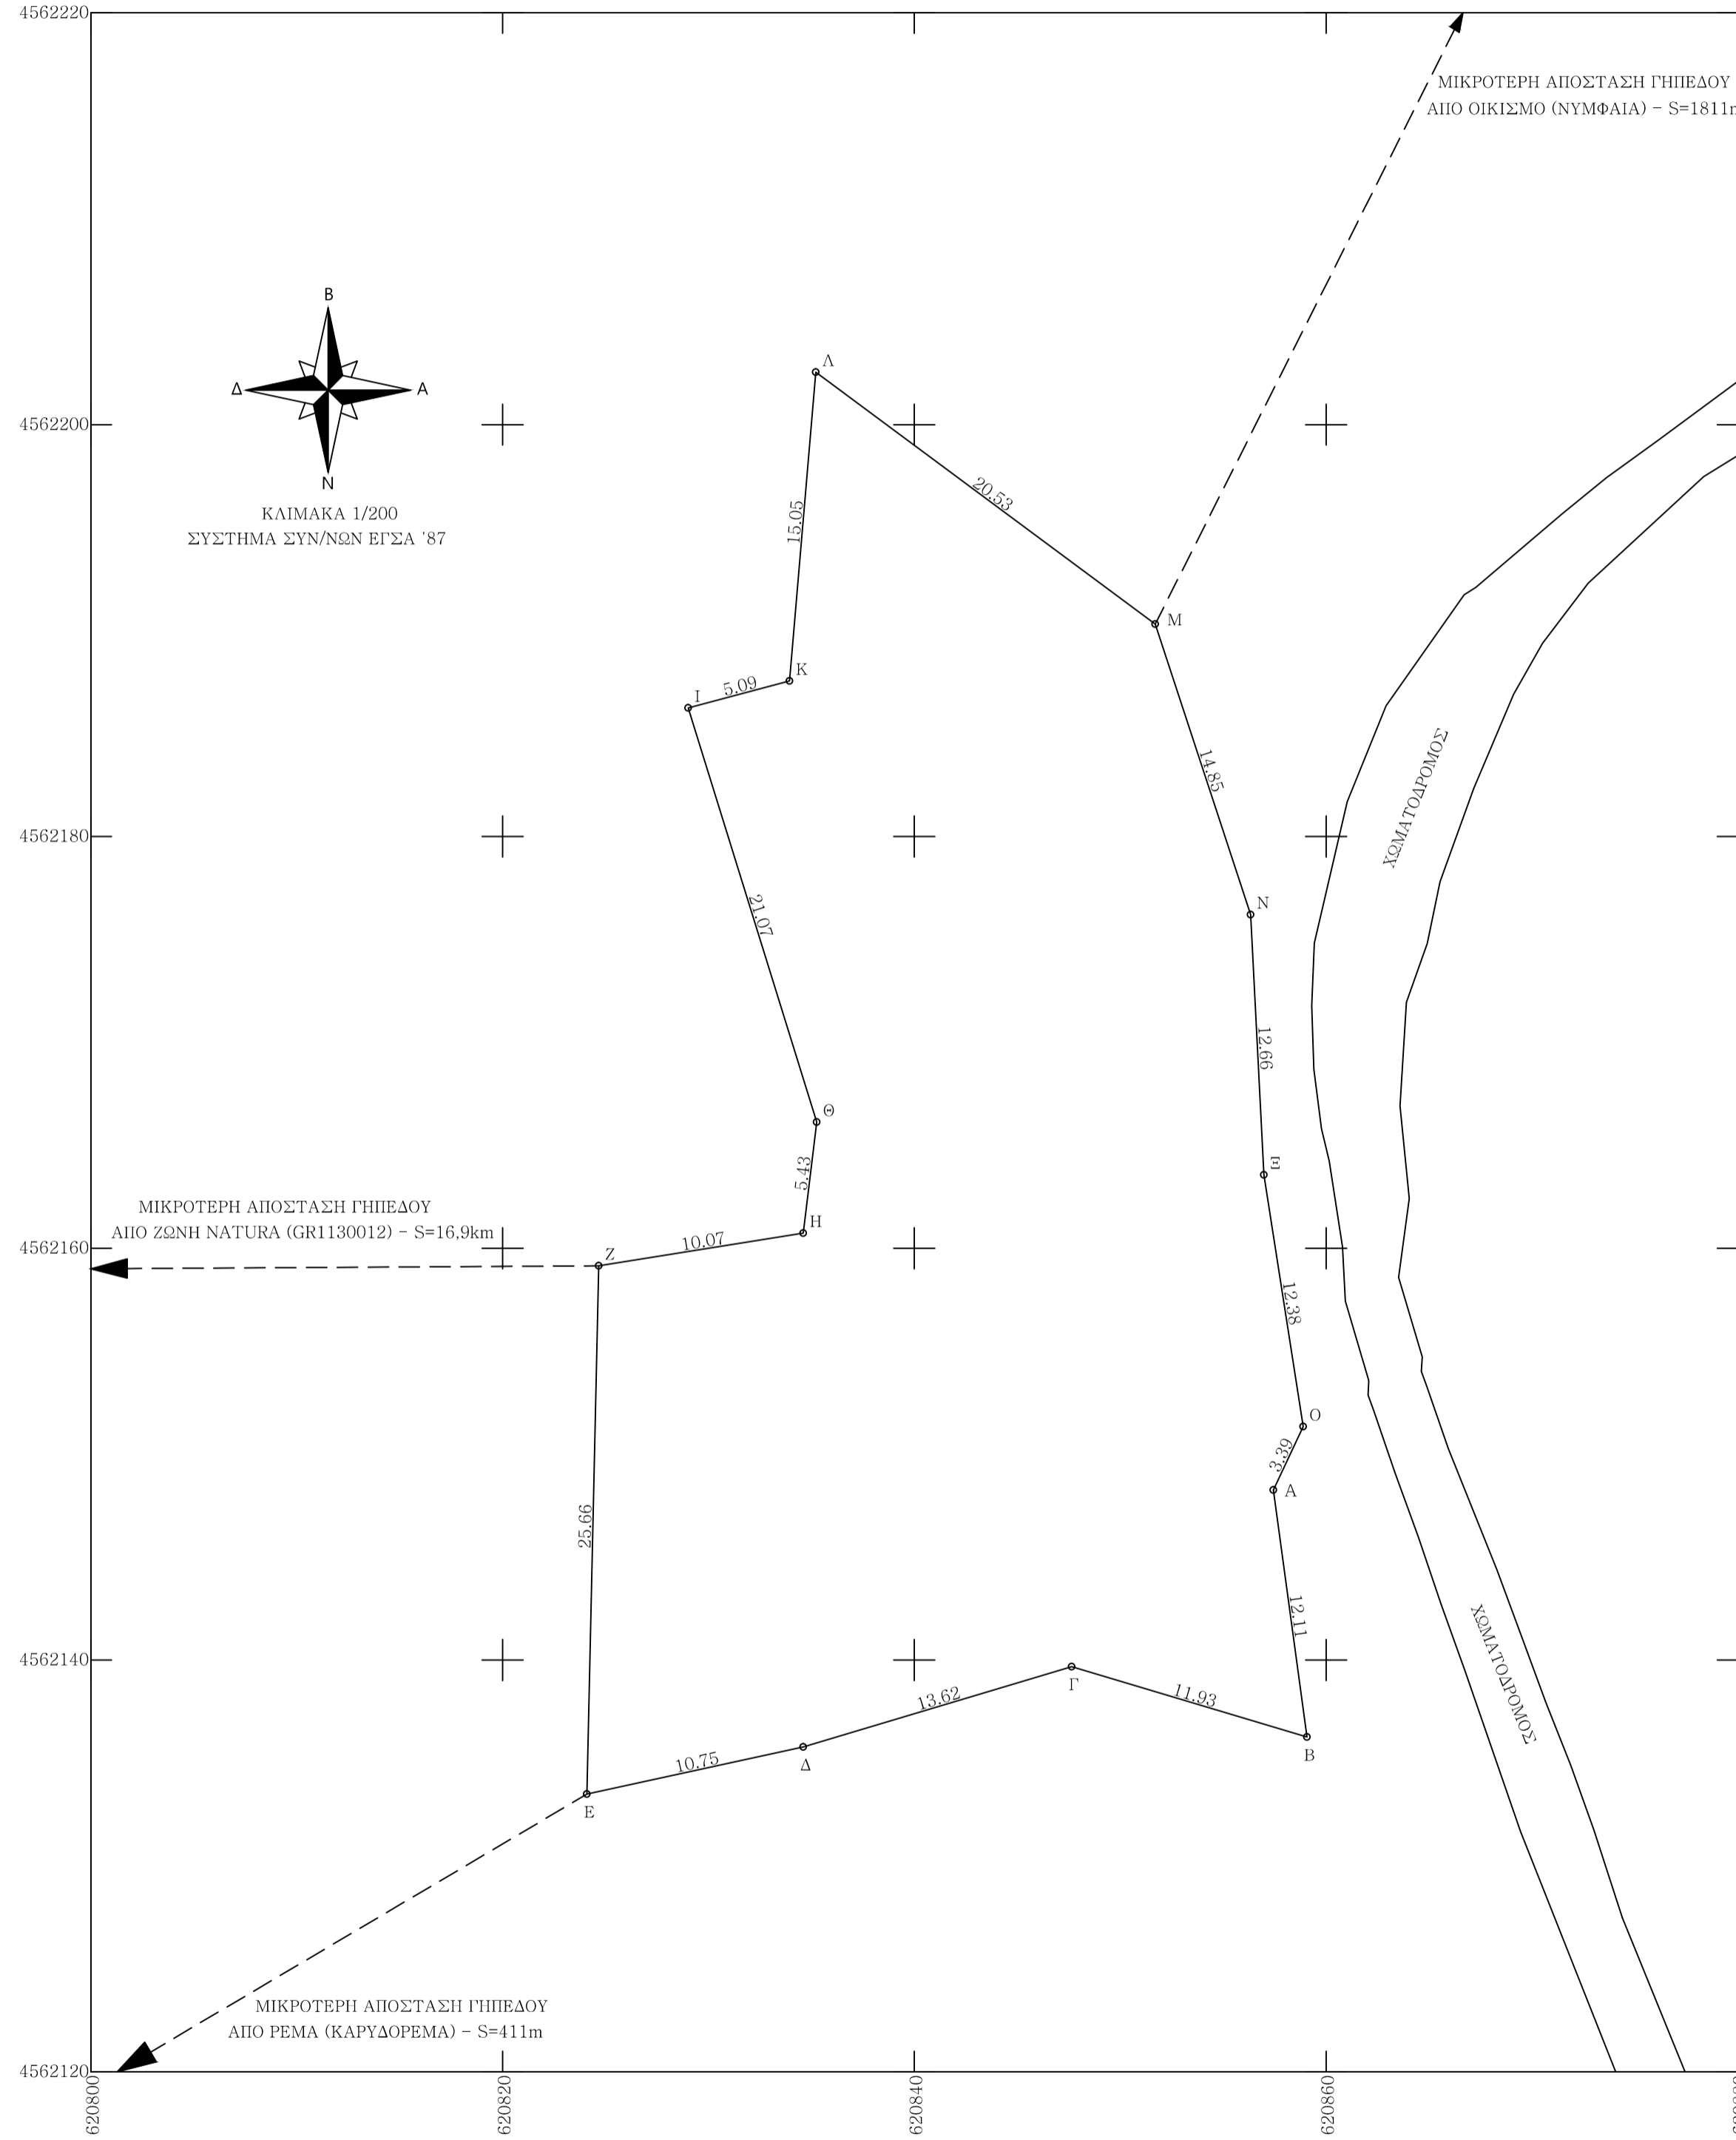 4562220
ΜΙΚΡΟΤΕΡΗ ΑΠΟΣΤΑΣΗ ΓΗΠΕΔΟΥ
ΑΠΟ ΟΙΚΙΣΜΟ (ΝΥΜΦΑΙΑ) - S=1811m
Β
Δ
Α
Ν
ΚΛΙΜΑΚΑ 1/200
ΣΥΣΤΗΜΑ ΣΥΝ/ΝΩΝ ΕΓΣΑ '87
Λ
4562200
20.53
15.05
Μ
Κ
5.09
Ι
ΧΩΜΑΤΟΔΡΟΜΟΣ
14.85
4562180
Ν
21.07
12.66
Θ
Ξ
5.43
ΜΙΚΡΟΤΕΡΗ ΑΠΟΣΤΑΣΗ ΓΗΠΕΔΟΥ
ΑΠΟ ΖΩΝΗ NATURA (GR1130012) - S=16,9km
Η
10.07
4562160
Ζ
12.38
Ο
3.39
Α
25.66
12.11
4562140
ΧΩΜΑΤΟΔΡΟΜΟΣ
Γ
11.93
13.62
Β
Δ
10.75
Ε
ΜΙΚΡΟΤΕΡΗ ΑΠΟΣΤΑΣΗ ΓΗΠΕΔΟΥ
ΑΠΟ ΡΕΜΑ (ΚΑΡΥΔΟΡΕΜΑ) - S=411m
4562120
620800
620820
620840
620860